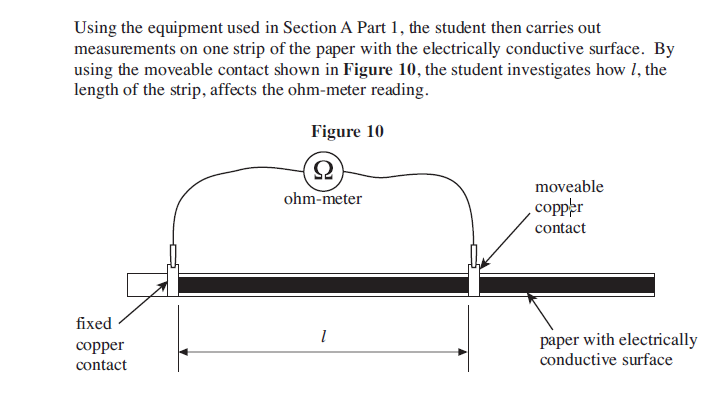 Using the equipment used in Section A Part 1, the student then carries out
measurements on one strip of the paper with the electrically conductive surface. By
using the moveable contact shown in Figure 10, the student investigates how l, the
length of the strip, affects the ohm-meter reading.
Figure 10
Ω
ohm-meter
moveable
copper
contact
fixed
copper
contact
l
paper with electrically
conductive surface